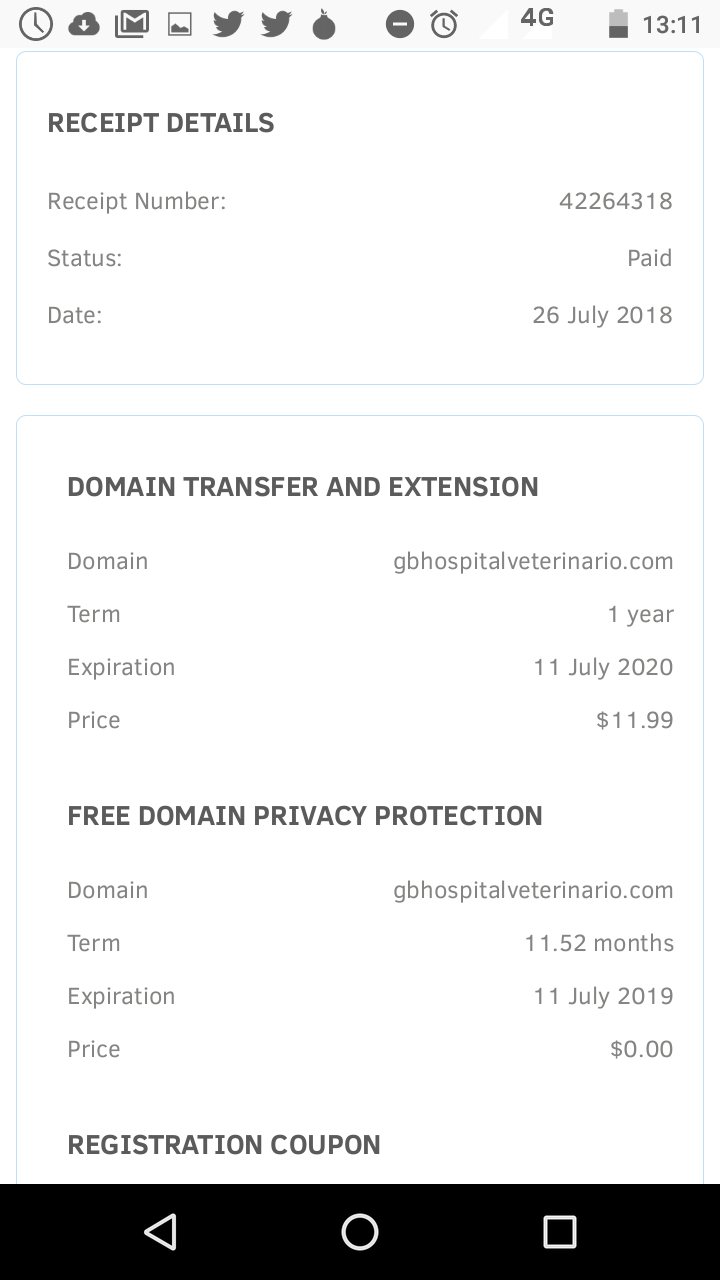 4G 13:11
RECEIPT DETAILS
Receipt Number: 42264318
Status: Paid
Date: 26 July 2018
DOMAIN TRANSFER AND EXTENSION
Domain gbhospitalveterinario.com
Term 1 year
Expiration 11 July 2020
Price $11.99
FREE DOMAIN PRIVACY PROTECTION
Domain gbhospitalveterinario.com
Term 11.52 months
Expiration 11 July 2019
Price $0.00
REGISTRATION COUPON